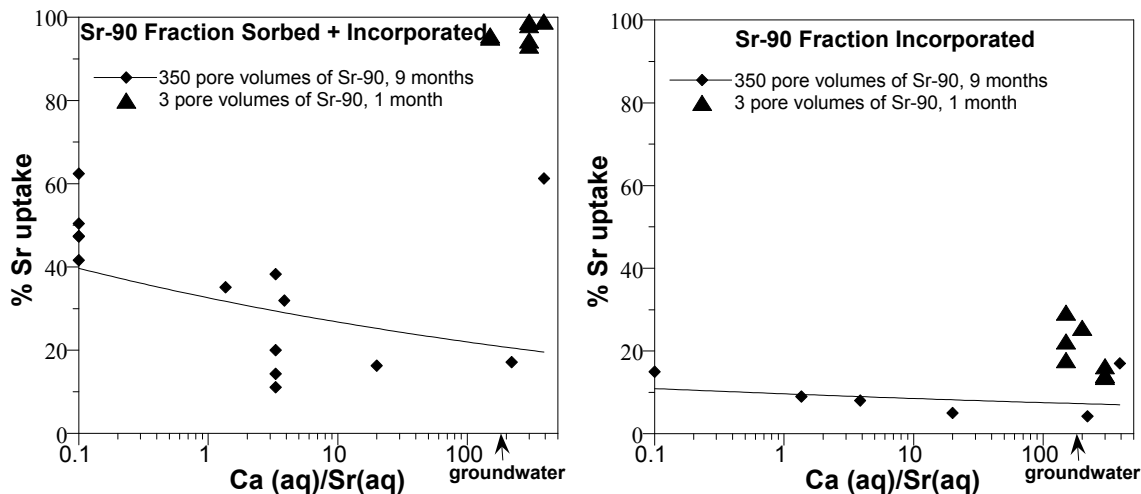 Sr-90 Fraction Sorbed + Incorporated
350 pore volumes of Sr-90, 9 months
3 pore volumes of Sr-90, 1 month
% Sr uptake
100
80
60
40
20
0
0.1
1
10
100
groundwater
Ca (aq)/Sr(aq)
Sr-90 Fraction Incorporated
350 pore volumes of Sr-90, 9 months
3 pore volumes of Sr-90, 1 month
% Sr uptake
100
80
60
40
20
0
0.1
1
10
100
groundwater
Ca (aq)/Sr(aq)